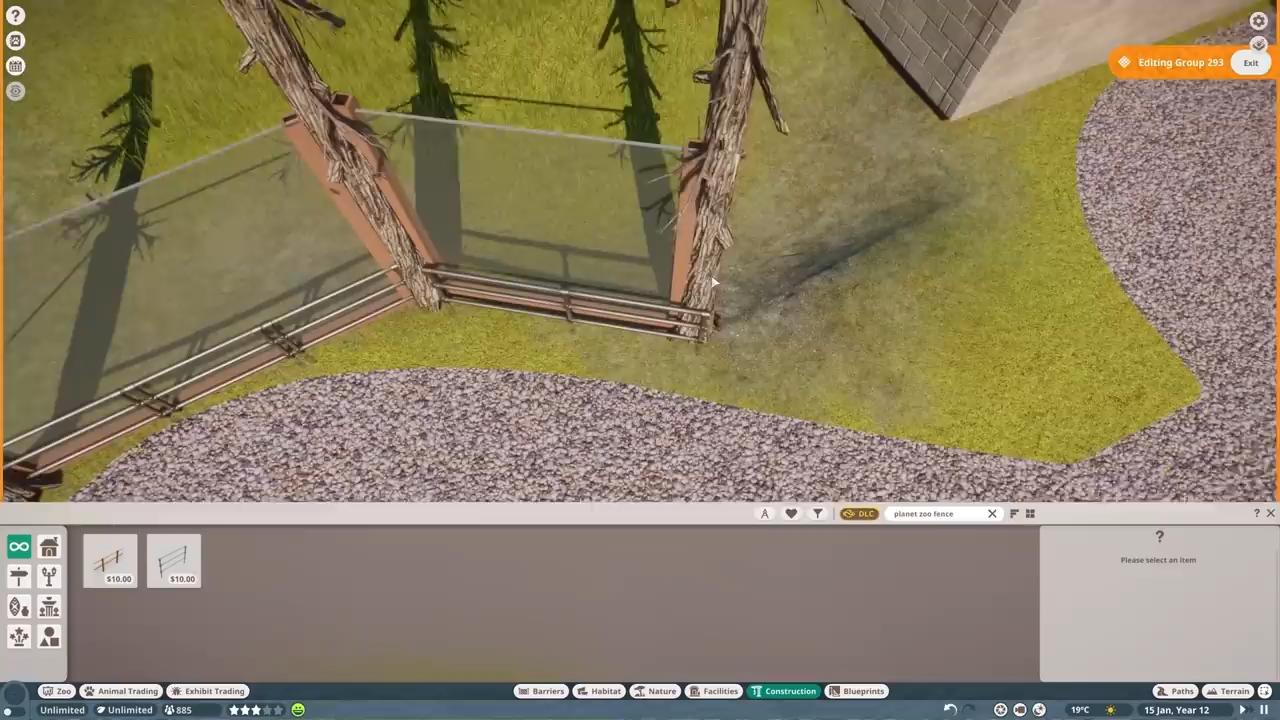 ?
Editing Group 293
Exit
A
DLC
planet zoo fence
?
$10.00
$10.00
?
Please select an item
Zoo
Animal Trading
Exhibit Trading
Barriers
Habitat
Nature
Facilities
Construction
Blueprints
Paths
Terrain
Unlimited
Unlimited
885
19°C
15 Jan, Year 12